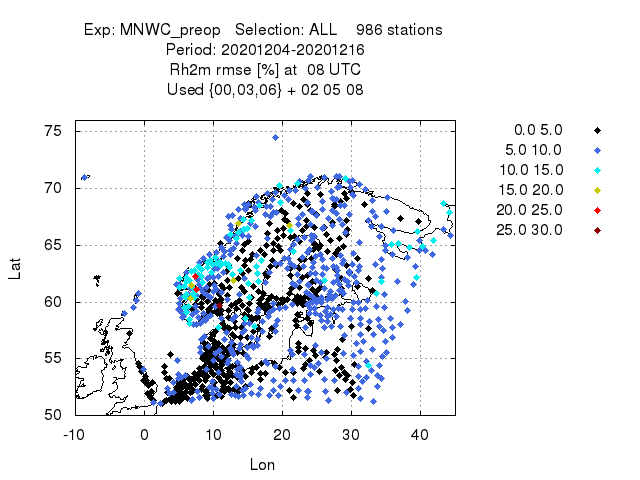 Exp: MNWC_preop   Selection: ALL    986 stations
Period: 20201204-20201216
Rh2m rmse [%] at  08 UTC
Used {00,03,06} + 02 05 08
0.0 5.0
5.0 10.0
10.0 15.0
15.0 20.0
20.0 25.0
25.0 30.0
75
70
65
60
55
50
Lat
-10 0 10 20 30 40
Lon